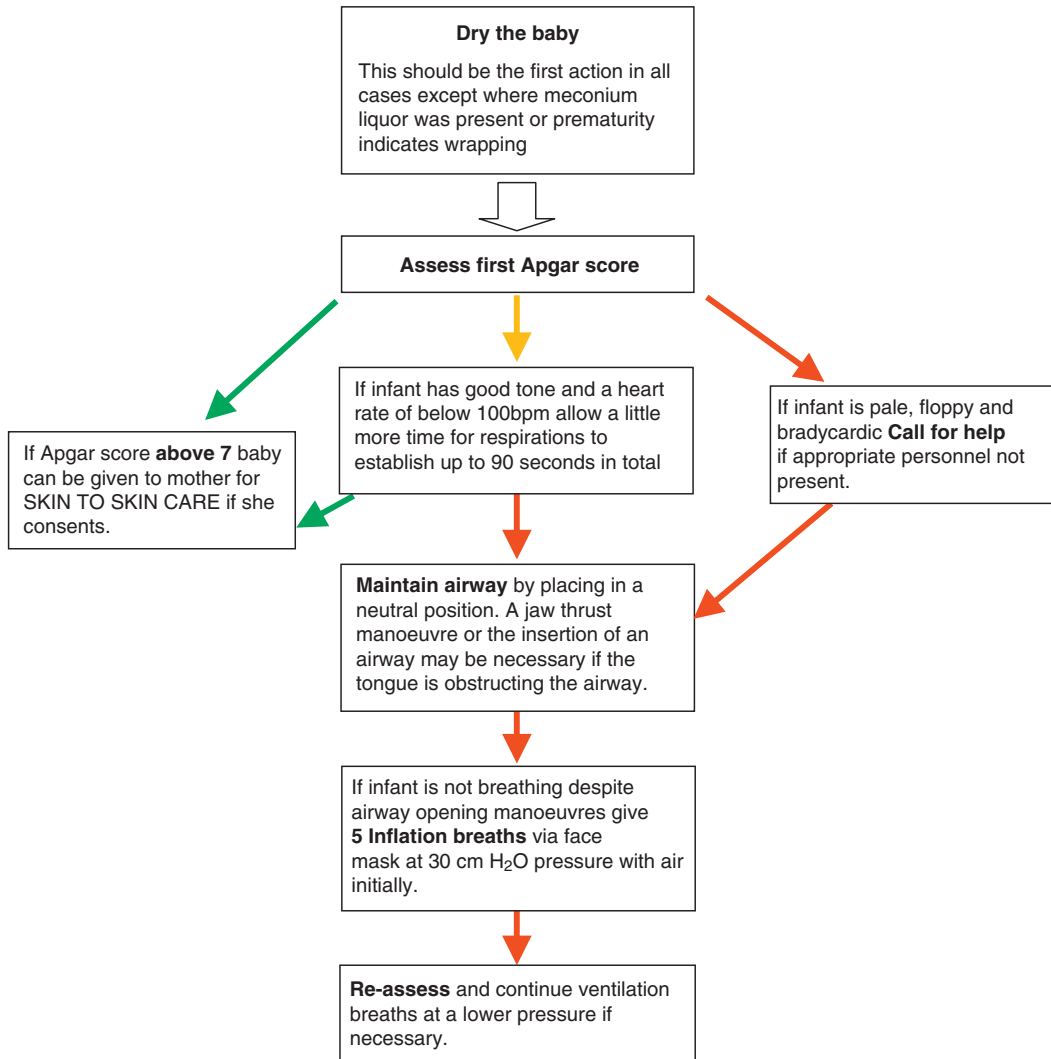 Dry the baby
This should be the first action in all
cases except where meconium
liquor was present or prematurity
indicates wrapping
Assess first Apgar score
If Apgar score above 7 baby
can be given to mother for
SKIN TO SKIN CARE if she
consents.
If infant has good tone and a heart
rate of below 100bpm allow a little
more time for respirations to
establish up to 90 seconds in total
If infant is pale, floppy and
bradycardic Call for help
if appropriate personnel not
present.
Maintain airway by placing in a
neutral position. A jaw thrust
manoeuvre or the insertion of an
airway may be necessary if the
tongue is obstructing the airway.
If infant is not breathing despite
airway opening manoeuvres give
5 Inflation breaths via face
mask at 30 cm H₂O pressure with air
initially.
Re-assess and continue ventilation
breaths at a lower pressure if
necessary.